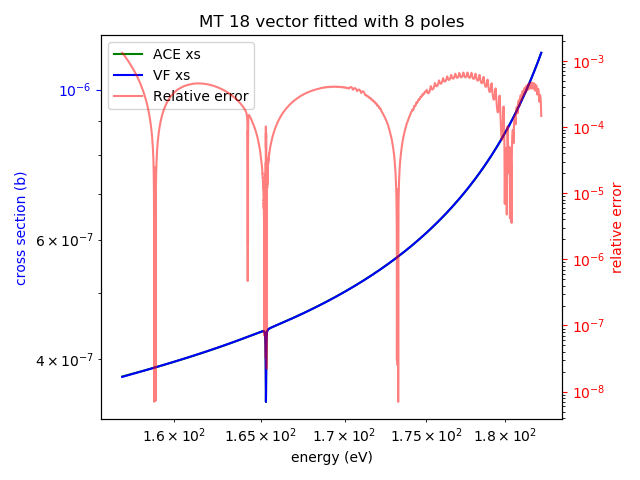 MT 18 vector fitted with 8 poles
ACE xs
VF xs
Relative error
cross section (b)
10⁻⁶
6 × 10⁻⁷
4 × 10⁻⁷
10⁻³
10⁻⁴
10⁻⁵
10⁻⁶
10⁻⁷
10⁻⁸
relative error
1.6 × 10² 1.65 × 10² 1.7 × 10² 1.75 × 10² 1.8 × 10²
energy (eV)